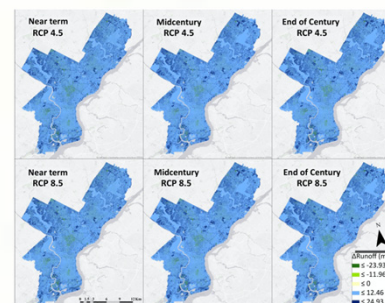 Near term
RCP 4.5
Midcentury
RCP 4.5
End of Century
RCP 4.5
Near term
RCP 8.5
Midcentury
RCP 8.5
End of Century
RCP 8.5
N
ΔRunoff (m
≤ -23.93
≤ -11.96
≤ 0
≤ 12.46
≤ 24.93